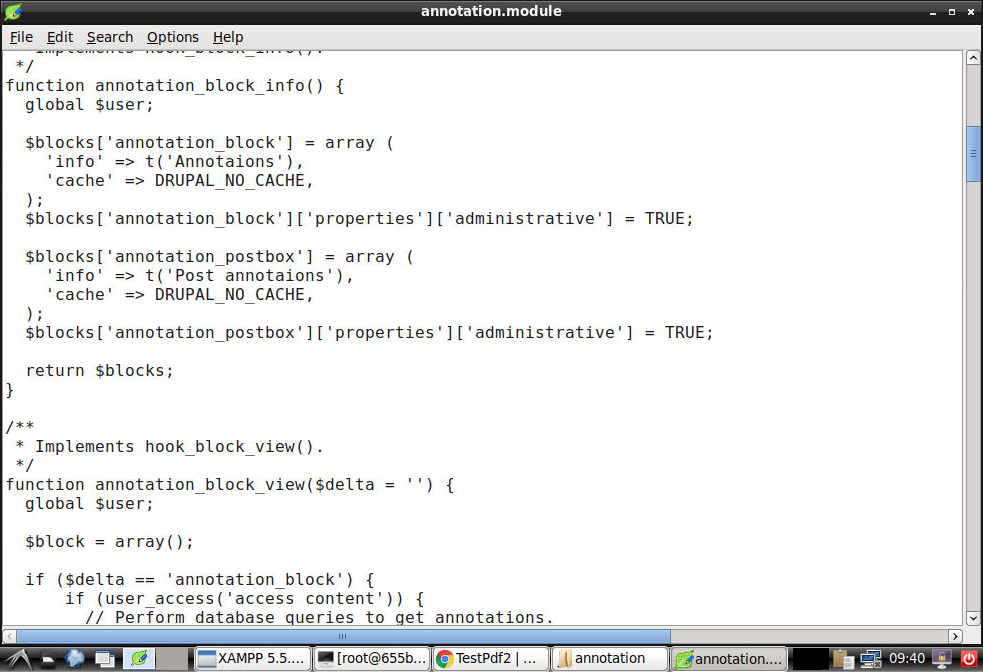 annotation.module
File Edit Search Options Help
Implements hook_block_info().
 */
function annotation_block_info() {
  global $user;

  $blocks['annotation_block'] = array (
    'info' => t('Annotaions'),
    'cache' => DRUPAL_NO_CACHE,
  );
  $blocks['annotation_block']['properties']['administrative'] = TRUE;

  $blocks['annotation_postbox'] = array (
    'info' => t('Post annotaions'),
    'cache' => DRUPAL_NO_CACHE,
  );
  $blocks['annotation_postbox']['properties']['administrative'] = TRUE;

  return $blocks;
}

/**
 * Implements hook_block_view().
 */
function annotation_block_view($delta = '') {
  global $user;

  $block = array();

  if ($delta == 'annotation_block') {
      if (user_access('access content')) {
        // Perform database queries to get annotations.
XAMPP 5.5.... [root@655b... TestPdf2 | ... annotation annotation.... 09:40